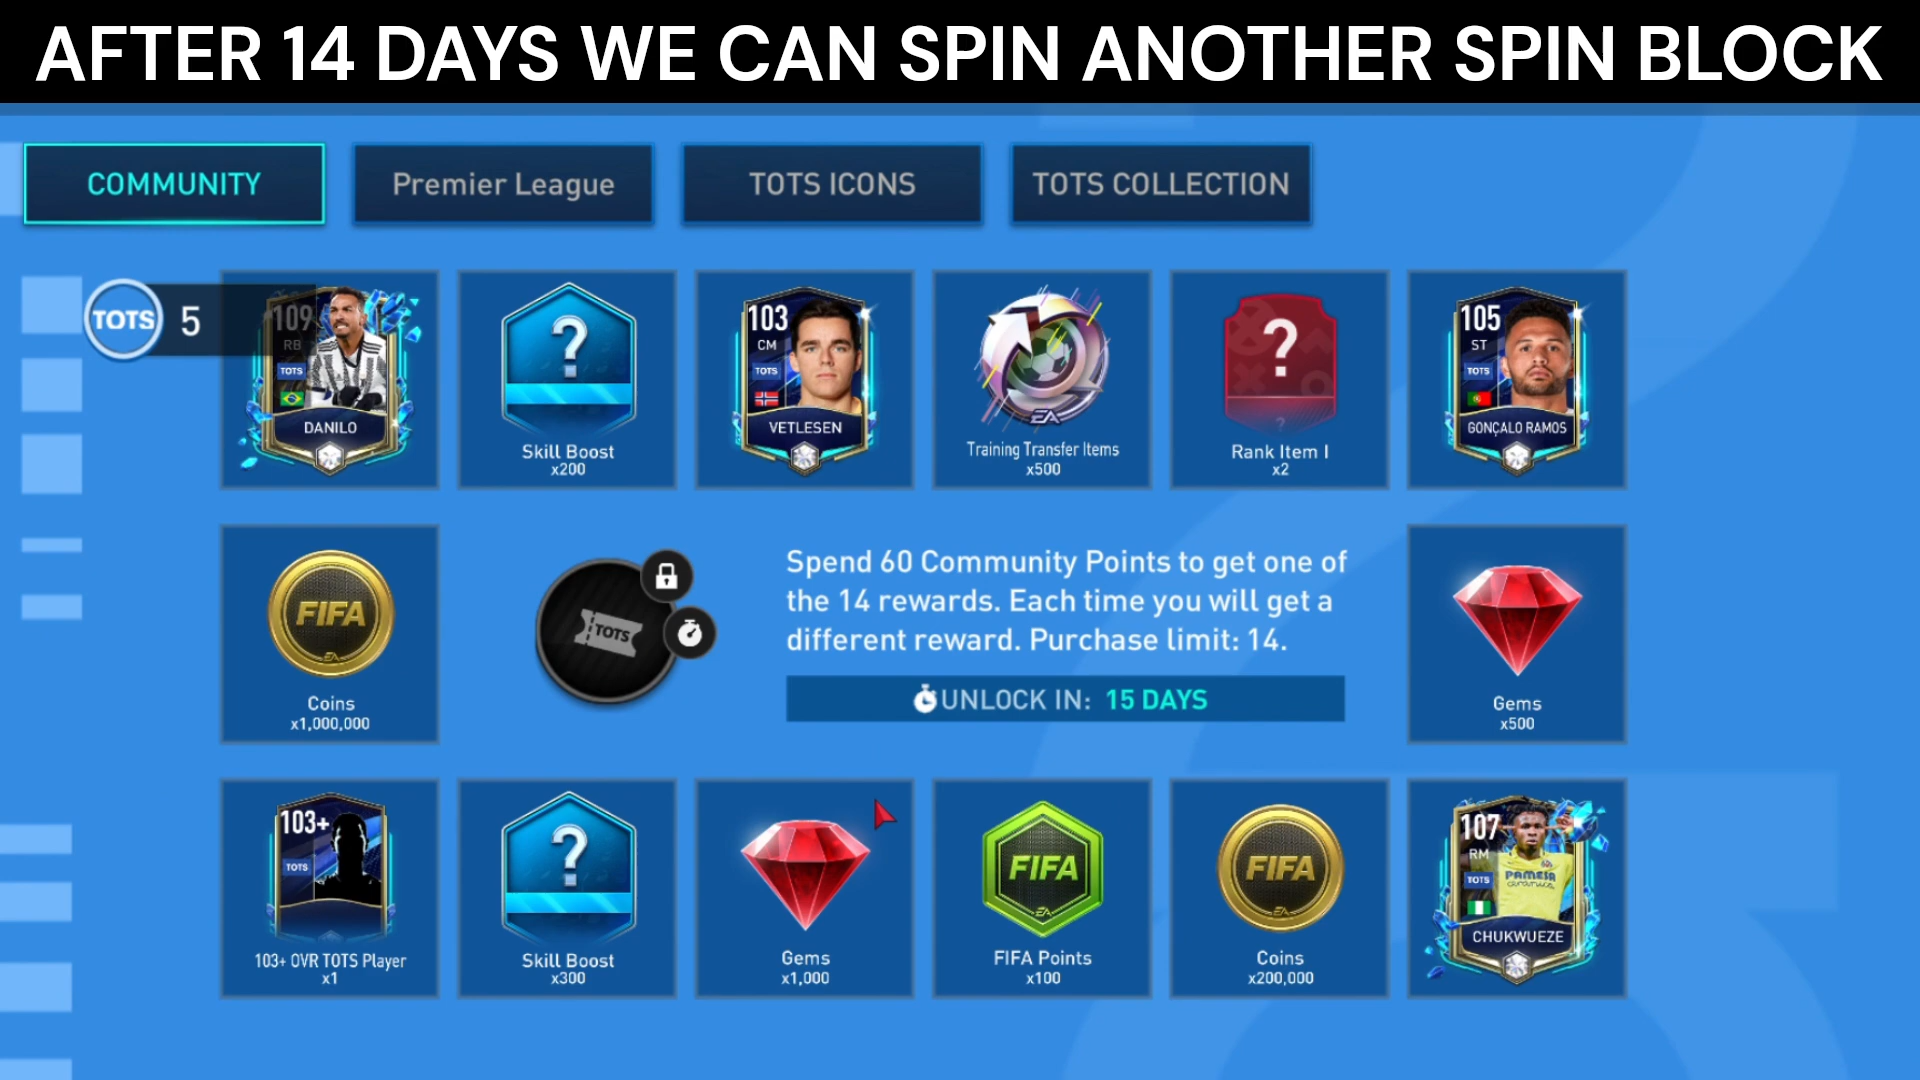 AFTER 14 DAYS WE CAN SPIN ANOTHER SPIN BLOCK
COMMUNITY
Premier League
TOTS ICONS
TOTS COLLECTION
TOTS 5
109
RB
TOTS
DANILO
?
Skill Boost
x200
103
CM
TOTS
VETLESEN
EA
Training Transfer Items
x500
?
?
Rank Item I
x2
105
ST
TOTS
GONÇALO RAMOS
FIFA
EA
Coins
x1,000,000
TOTS
Spend 60 Community Points to get one of
the 14 rewards. Each time you will get a
different reward. Purchase limit: 14.
UNLOCK IN: 15 DAYS
Gems
x500
103+
TOTS
103+ OVR TOTS Player
x1
?
Skill Boost
x300
Gems
x1,000
FIFA
EA
FIFA Points
x100
FIFA
EA
Coins
x200,000
107
RM
TOTS
PAMESA
CHUKWUEZE